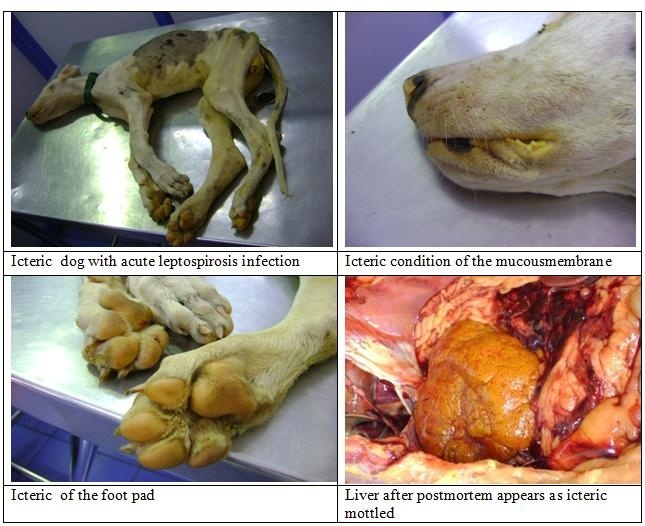 Icteric dog with acute leptospirosis infection
Icteric condition of the mucousmembrane
Icteric of the foot pad
Liver after postmortem appears as icteric
mottled